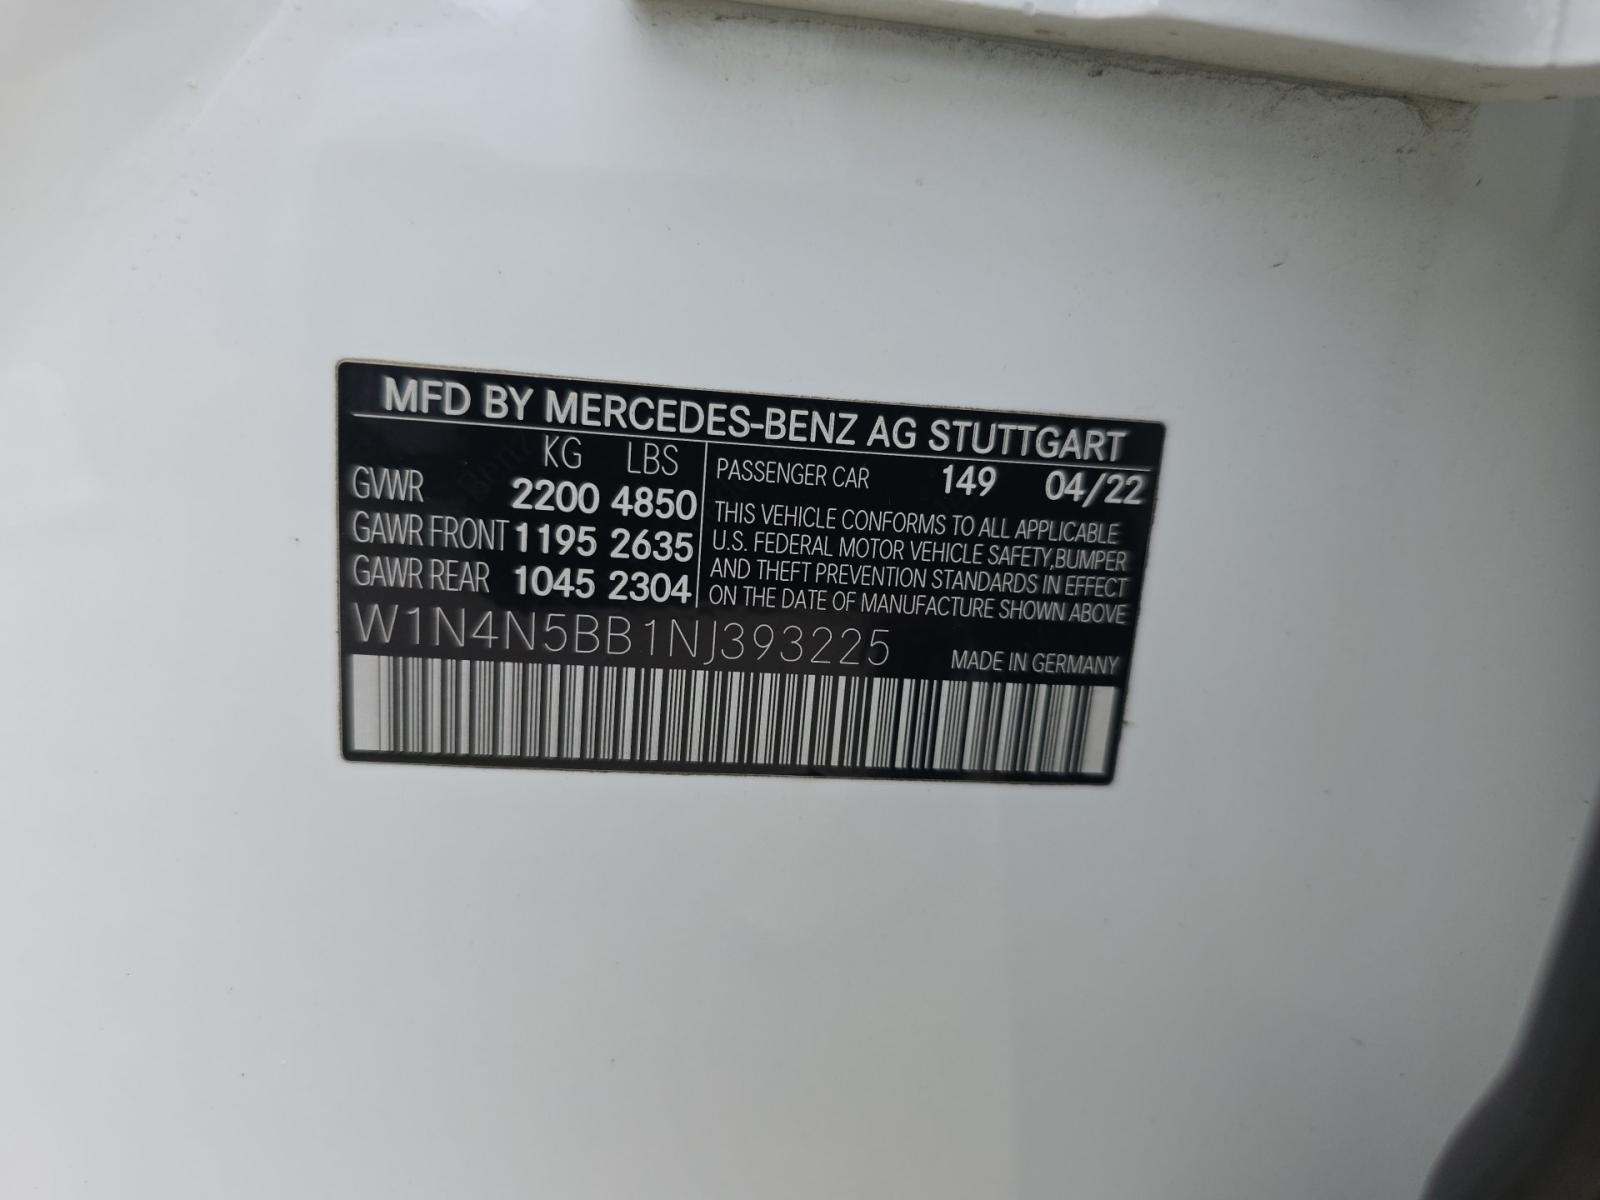 MFD BY MERCEDES-BENZ AG STUTTGART
KG LBS
GVWR 2200 4850
GAWR FRONT 1195 2635
GAWR REAR 1045 2304
PASSENGER CAR 149 04/22
THIS VEHICLE CONFORMS TO ALL APPLICABLE
U.S. FEDERAL MOTOR VEHICLE SAFETY,BUMPER
AND THEFT PREVENTION STANDARDS IN EFFECT
ON THE DATE OF MANUFACTURE SHOWN ABOVE
W1N4N5BB1NJ393225
MADE IN GERMANY